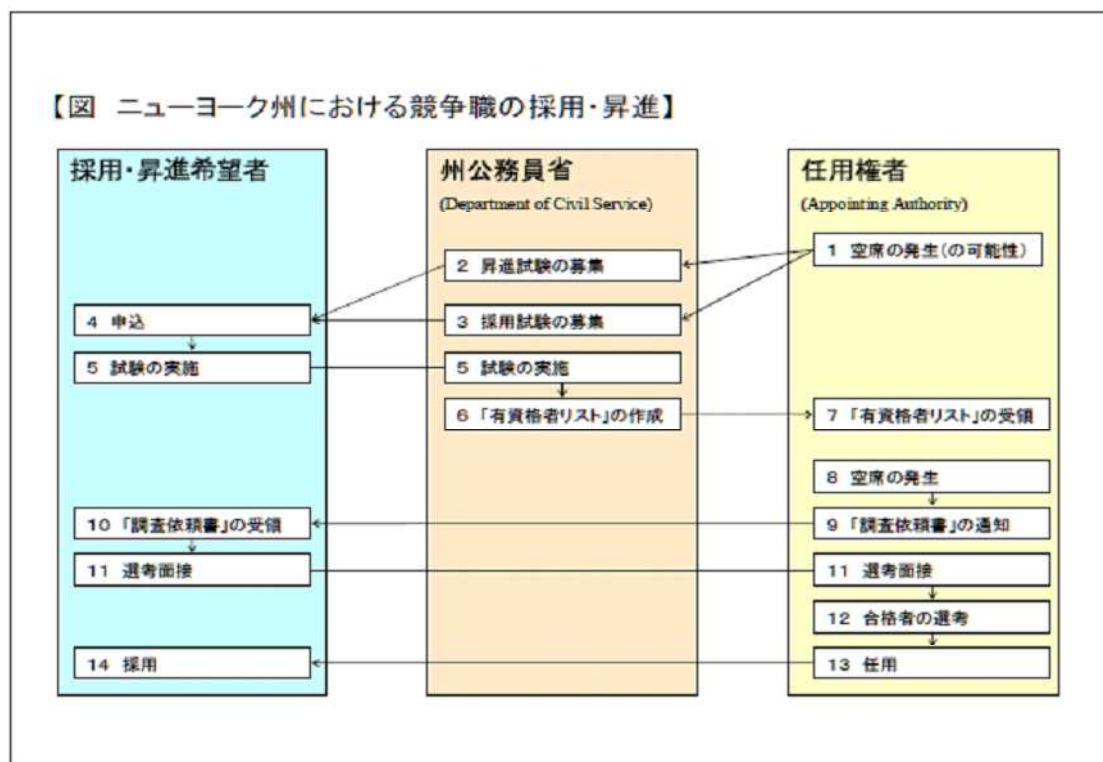 【図 ニューヨーク州における競争職の採用・昇進】
採用・昇進希望者
4 申込
5 試験の実施
10 「調査依頼書」の受領
11 選考面接
14 採用
州公務員省
(Department of Civil Service)
2 昇進試験の募集
3 採用試験の募集
5 試験の実施
6 「有資格者リスト」の作成
任用権者
(Appointing Authority)
1 空席の発生(の可能性)
7 「有資格者リスト」の受領
8 空席の発生
9 「調査依頼書」の通知
11 選考面接
12 合格者の選考
13 任用